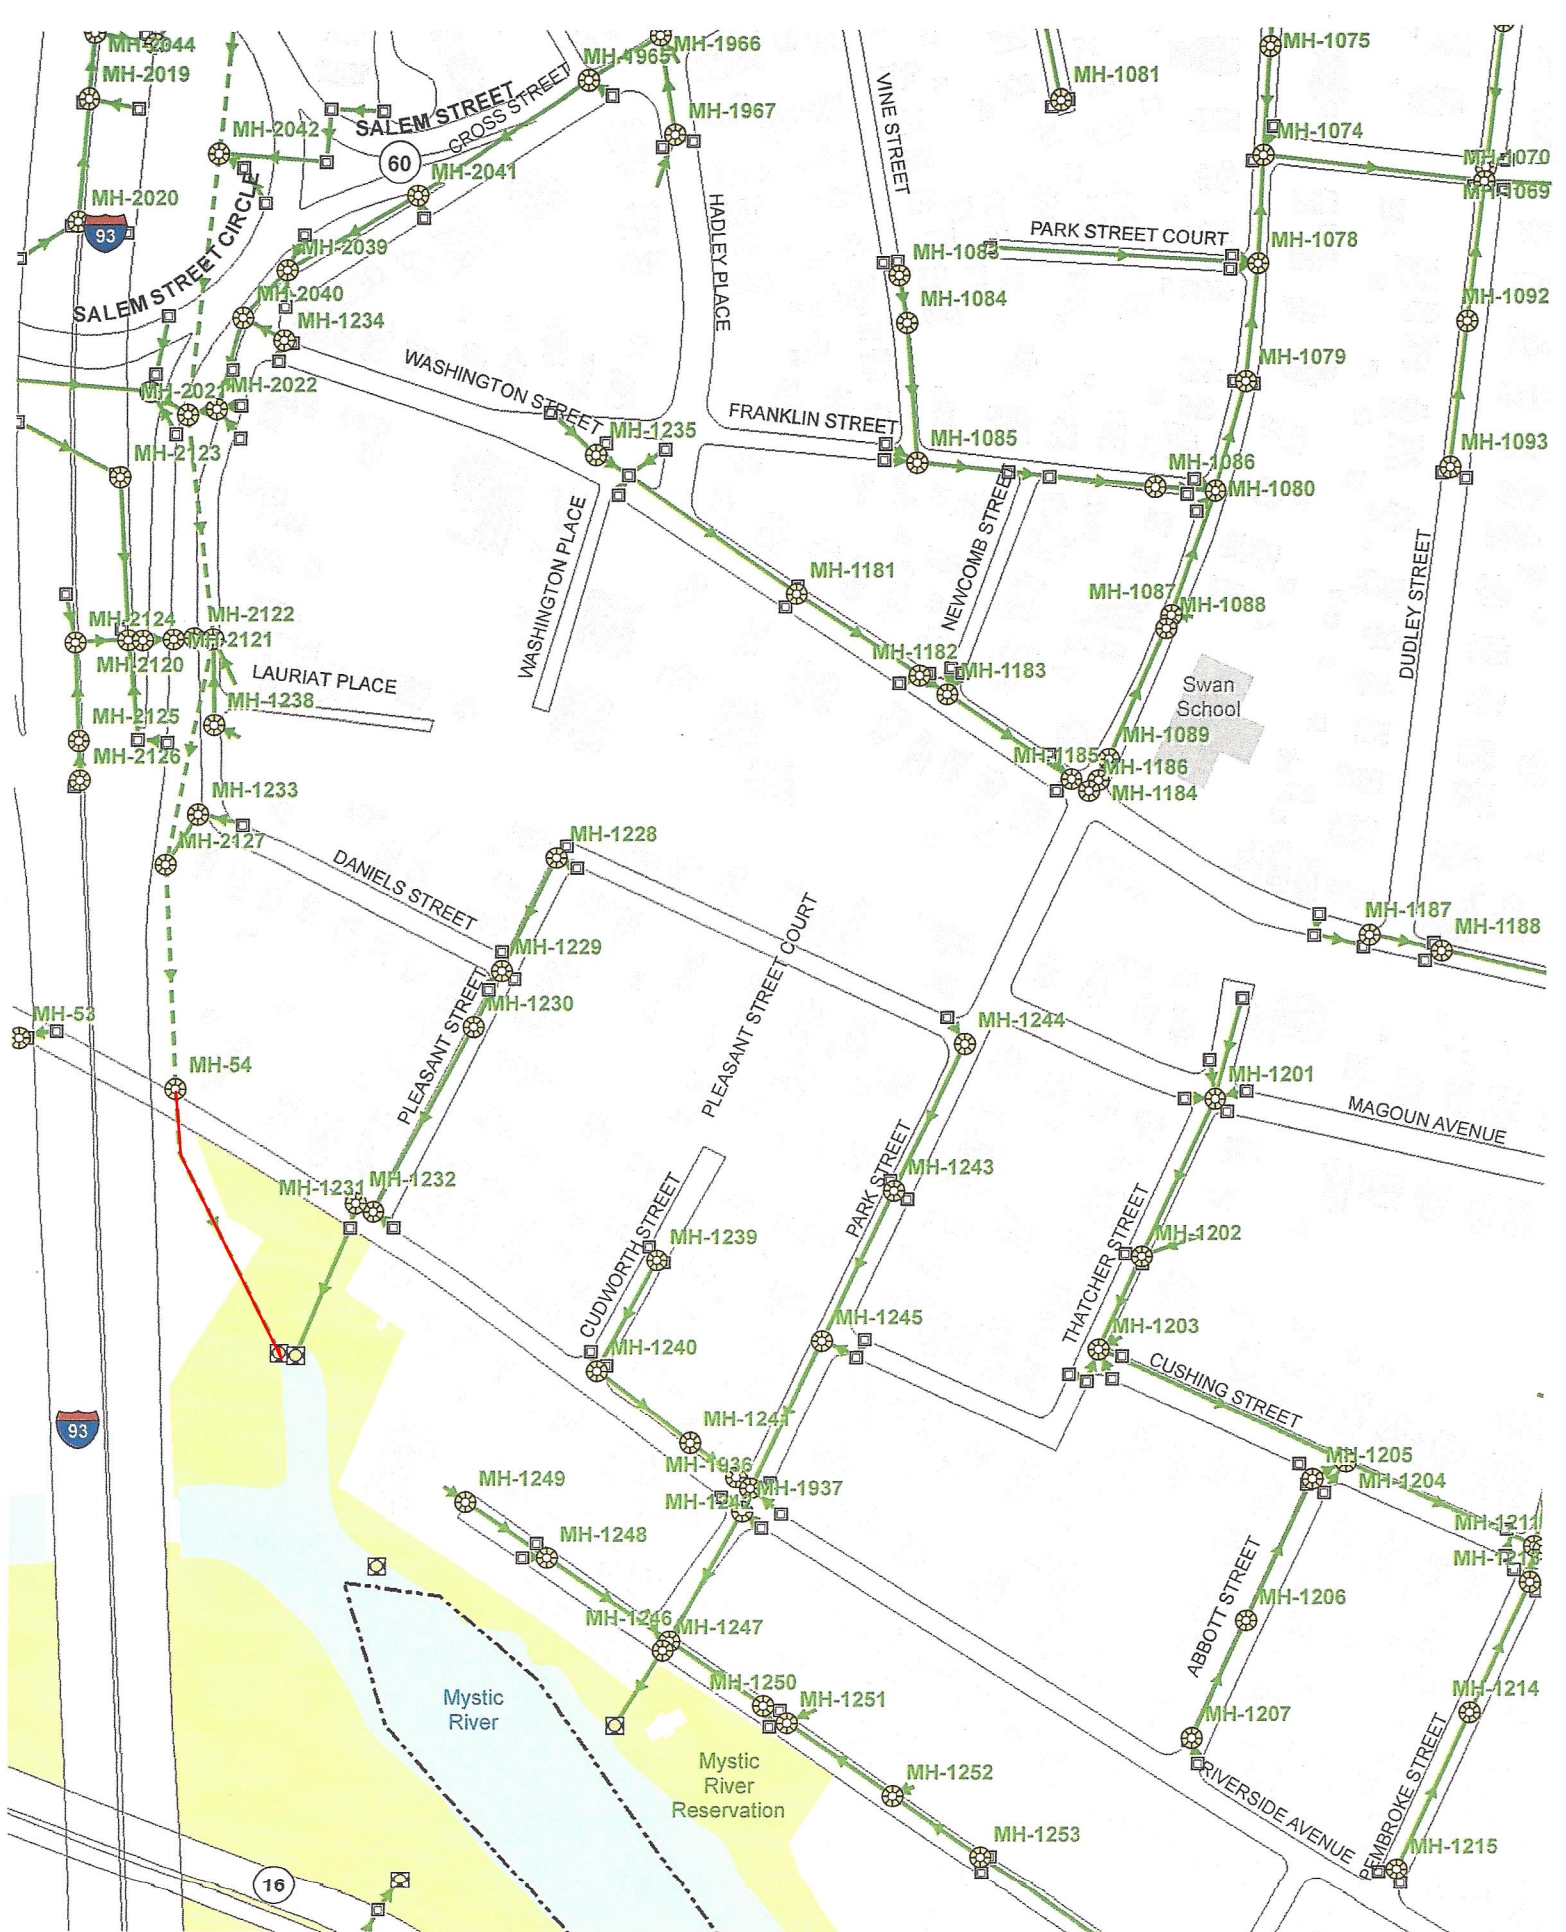 MH-2044
MH-1965
MH-1966
MH-1075
MH-2019
MH-1081
SALEM STREET
CROSS STREET
MH-1967
VINE STREET
MH-2042
60
MH-1074
MH-1070
MH-2041
MH-1069
MH-2020
93
SALEM STREET CIRCLE
HADLEY PLACE
PARK STREET COURT
MH-1078
MH-2039
MH-1083
MH-2040
MH-1084
MH-1092
MH-1234
MH-1079
MH-2021
MH-2022
WASHINGTON STREET
FRANKLIN STREET
MH-1235
MH-1085
MH-1093
MH-2123
MH-1086
MH-1080
WASHINGTON PLACE
NEWCOMB STREET
DUDLEY STREET
MH-1181
MH-1087
MH-1088
MH-2124
MH-2122
MH-2121
MH-2120
MH-1182
MH-1183
LAURIAT PLACE
Swan
School
MH-1238
MH-2125
MH-2126
MH-1089
MH-1185
MH-1186
MH-1184
MH-1233
MH-2127
MH-1228
DANIELS STREET
MH-1187
MH-1188
MH-1229
PLEASANT STREET
PLEASANT STREET COURT
MH-1230
MH-53
MH-1244
MH-54
MH-1201
MAGOUN AVENUE
MH-1231
MH-1232
PARK STREET
MH-1243
CUDWORTH STREET
MH-1239
THATCHER STREET
MH-1202
MH-1240
MH-1245
MH-1203
CUSHING STREET
93
MH-1241
MH-1936
MH-1937
MH-1242
MH-1205
MH-1204
MH-1249
MH-1248
MH-1211
ABBOTT STREET
MH-1206
MH-1246
MH-1247
Mystic
River
MH-1250
MH-1251
MH-1214
MH-1207
Mystic
River
Reservation
MH-1252
RIVERSIDE AVENUE
PEMBROKE STREET
MH-1253
MH-1215
16